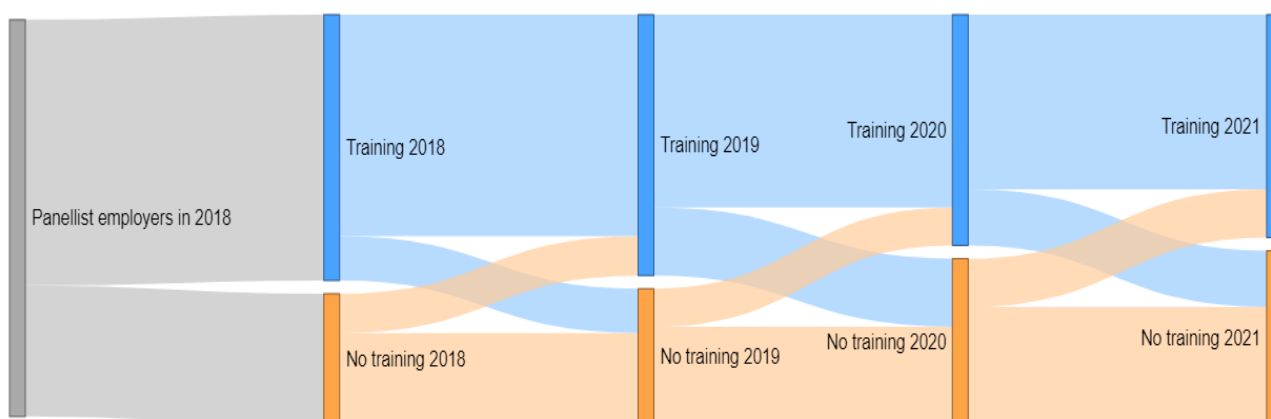 Panellist employers in 2018
Training 2018
No training 2018
Training 2019
No training 2019
Training 2020
No training 2020
Training 2021
No training 2021